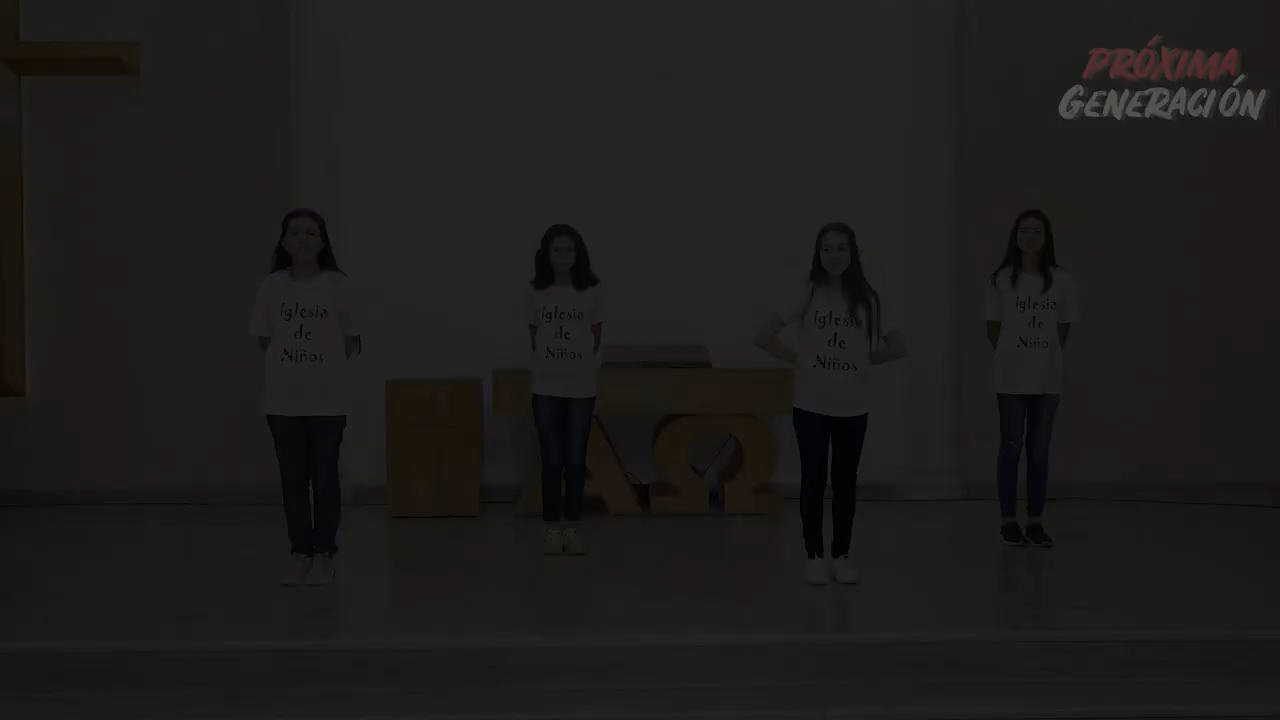 PRÓXIMA
GENERACIÓN
Iglesia
de
Niños
Iglesia
de
Niños
Iglesia
de
Niños
Iglesia
de
Niños